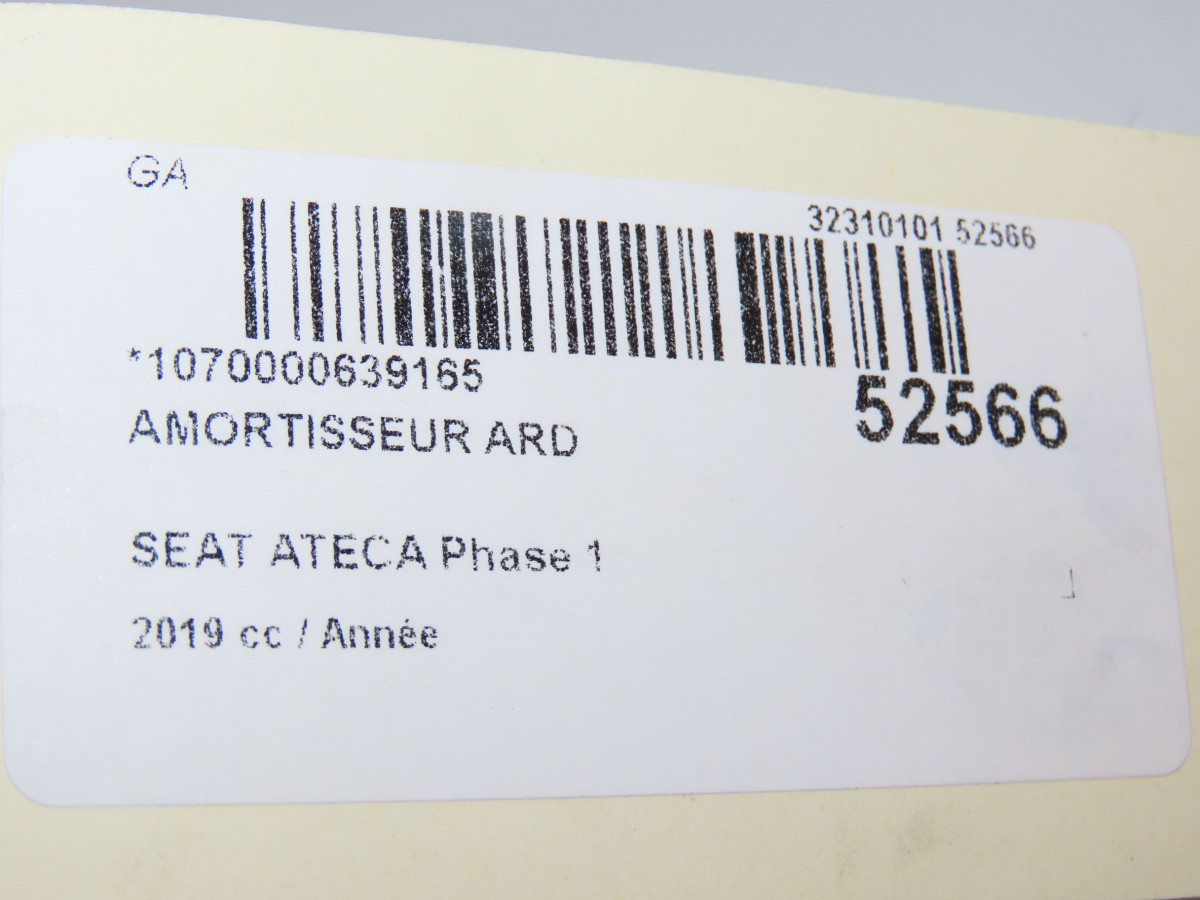 GA
32310101 52566
*1070000639165
52566
AMORTISSEUR ARD
SEAT ATECA Phase 1
2019 cc / Année